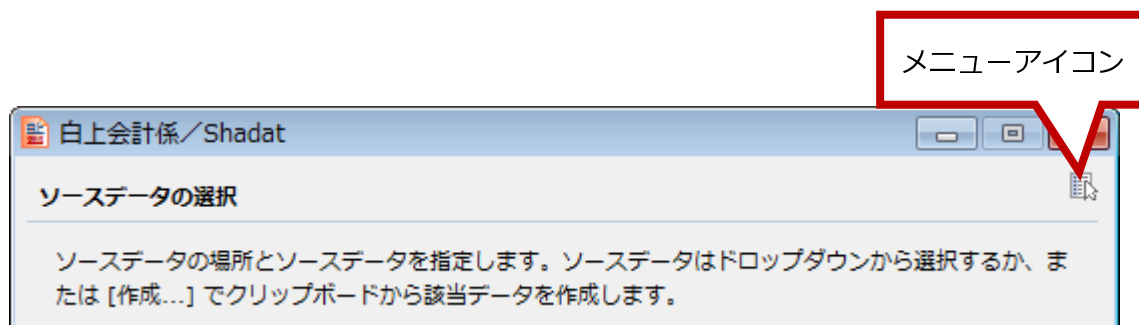 メニューアイコン
白上会計係／Shadat
ソースデータの選択
ソースデータの場所とソースデータを指定します。ソースデータはドロップダウンから選択するか、ま
たは [作成...] でクリップボードから該当データを作成します。